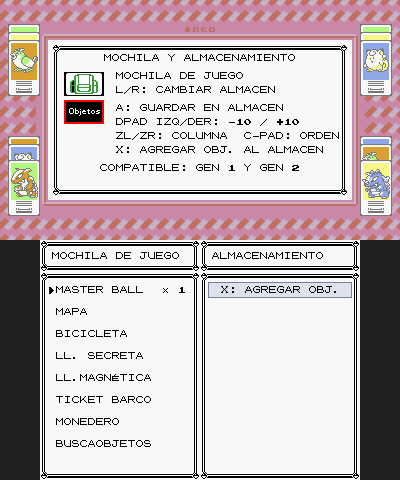 RED
MOCHILA Y ALMACENAMIENTO
MOCHILA DE JUEGO
L/R: CAMBIAR ALMACEN
Objetos
A: GUARDAR EN ALMACEN
DPAD IZQ/DER: -10 / +10
ZL/ZR: COLUMNA C-PAD: ORDEN
X: AGREGAR OBJ. AL ALMACEN
COMPATIBLE: GEN 1 Y GEN 2
MOCHILA DE JUEGO
ALMACENAMIENTO
MASTER BALL x 1
MAPA
BICICLETA
LL. SECRETA
LL.MAGNéTICA
TICKET BARCO
MONEDERO
BUSCAOBJETOS
X: AGREGAR OBJ.